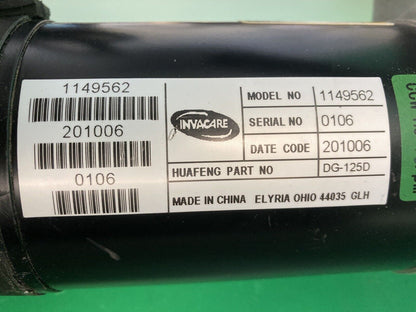 1149562
201006
0106
INVACARE
MODEL NO 1149562
SERIAL NO 0106
DATE CODE 201006
HUAFENG PART NO DG-125D
MADE IN CHINA ELYRIA OHIO 44035 GLH